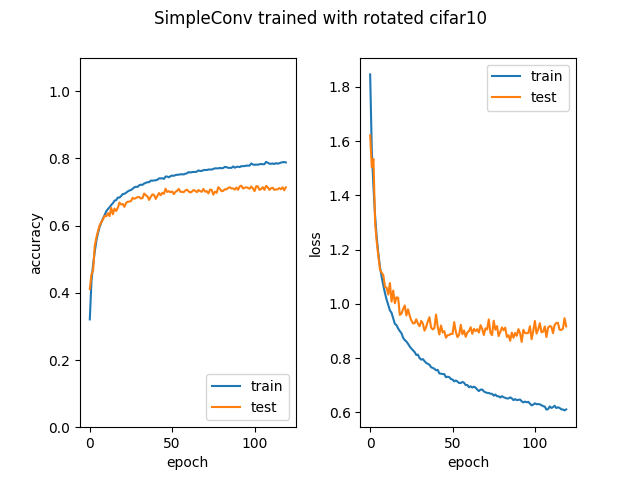 SimpleConv trained with rotated cifar10
1.0
0.8
0.6
0.4
0.2
0.0
accuracy
0
50
100
epoch
train
test
1.8
1.6
1.4
1.2
1.0
0.8
0.6
loss
0
50
100
epoch
train
test